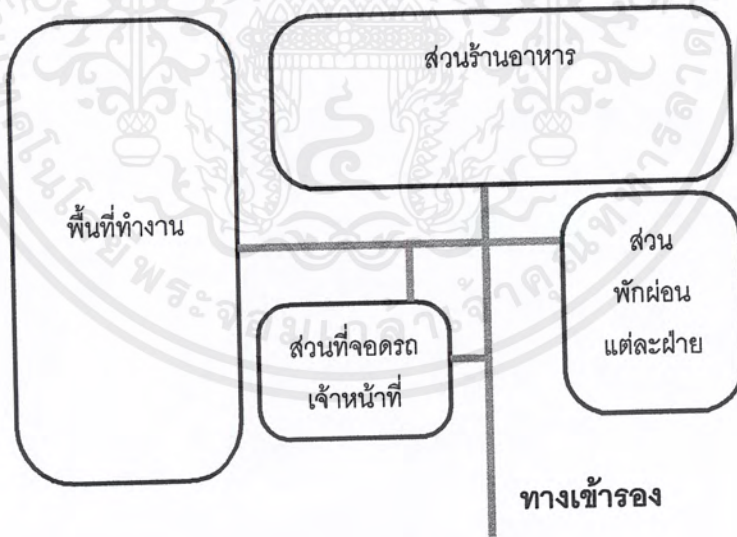 ส่วนร้านอาหาร
พื้นที่ทำงาน
ส่วน
พักผ่อน
แต่ละฝ่าย
ส่วนที่จอดรถ
เจ้าหน้าที่
ทางเข้ารอง